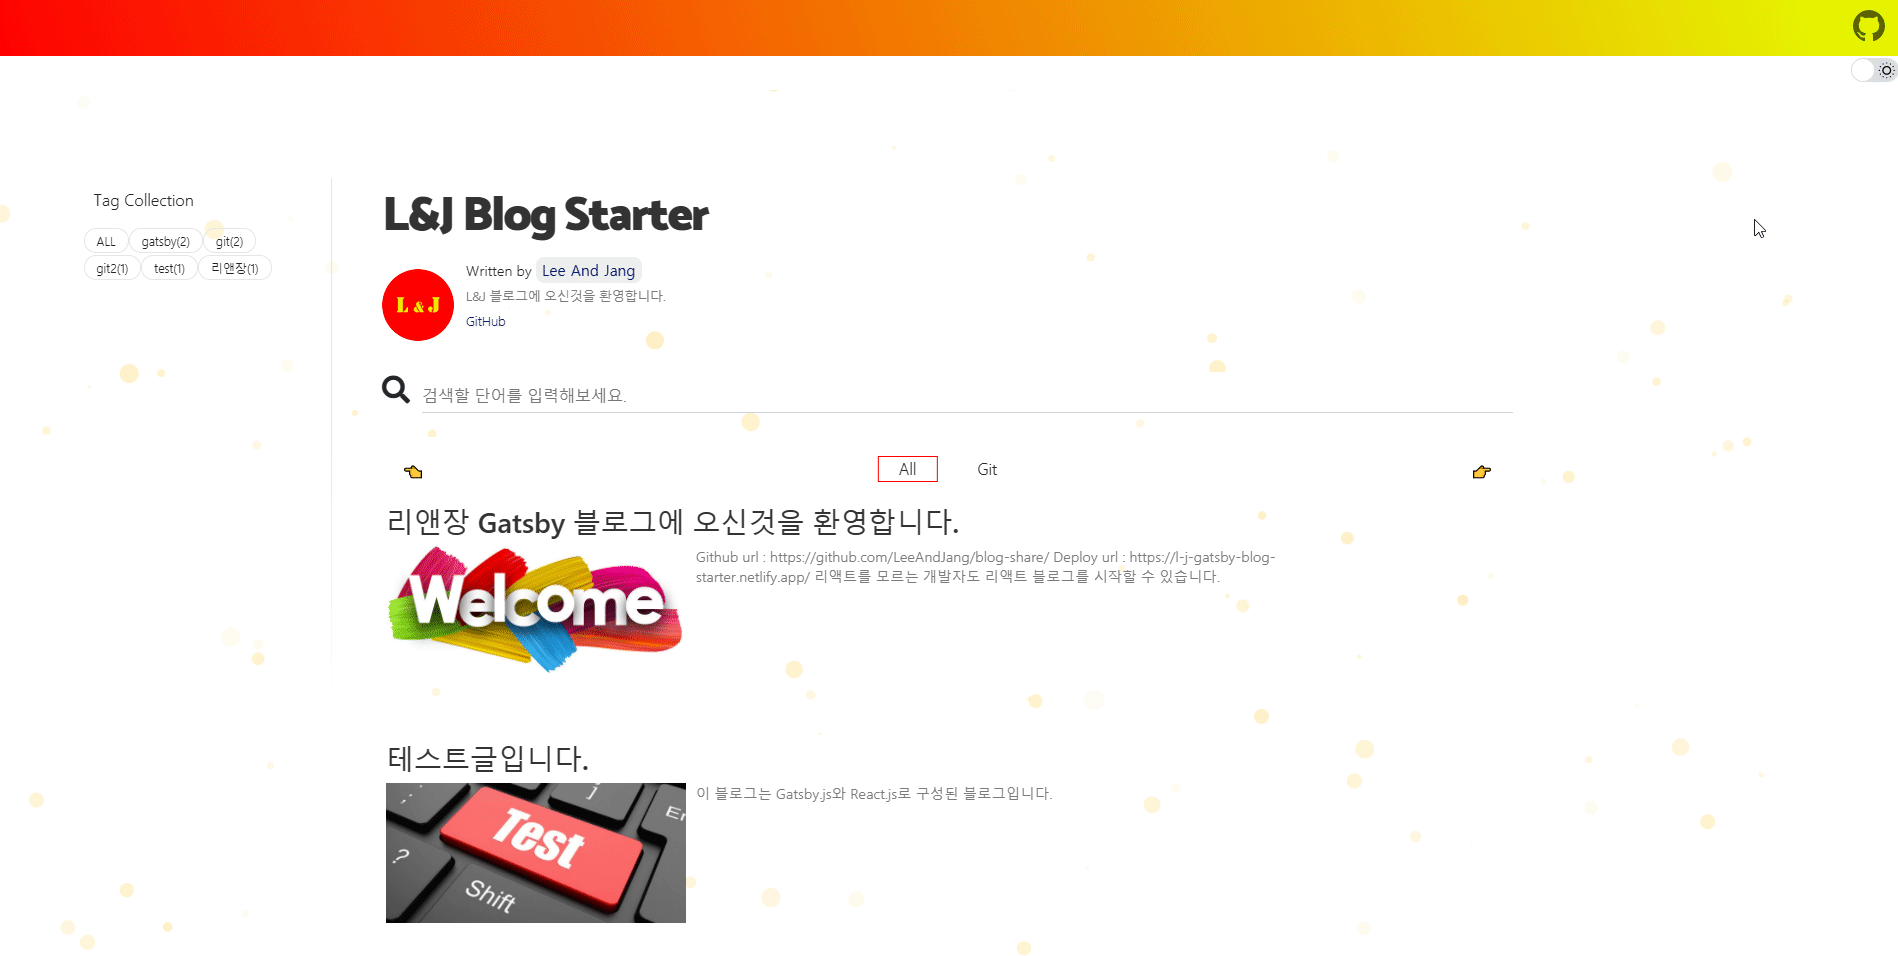 Tag Collection
ALL gatsby(2) git(2)
git2(1) test(1) 리앤장(1)
L&J Blog Starter
Written by Lee And Jang
L&J 블로그에 오신것을 환영합니다.
GitHub
L & J
검색할 단어를 입력해보세요.
All Git
리앤장 Gatsby 블로그에 오신것을 환영합니다.
Welcome
Github url : https://github.com/LeeAndJang/blog-share/ Deploy url : https://l-j-gatsby-blog-
starter.netlify.app/ 리액트를 모르는 개발자도 리액트 블로그를 시작할 수 있습니다.
테스트글입니다.
; : ] En
Test
?
Shift
이 블로그는 Gatsby.js와 React.js로 구성된 블로그입니다.